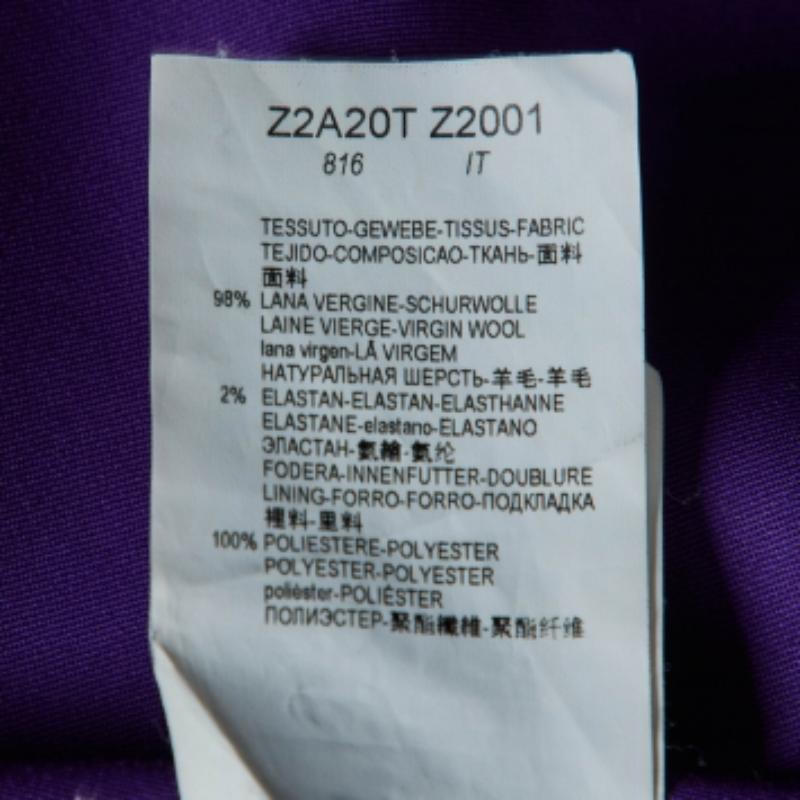 Z2A20T Z2001
816 IT
TESSUTO-GEWEBE-TISSUS-FABRIC
TEJIDO-COMPOSICAO-ТКАНЬ-面料
面料
98% LANA VERGINE-SCHURWOLLE
LAINE VIERGE-VIRGIN WOOL
lana virgen-LÃ VIRGEM
НАТУРАЛЬНАЯ ШЕРСТЬ-羊毛-羊毛
2% ELASTAN-ELASTAN-ELASTHANNE
ELASTANE-elastano-ELASTANO
ЭЛАСТАН-氨綸-氨纶
FODERA-INNENFUTTER-DOUBLURE
LINING-FORRO-FORRO-ПОДКЛАДКА
裡料-里料
100% POLIESTERE-POLYESTER
POLYESTER-POLYESTER
poliéster-POLIÉSTER
ПОЛИЭСТЕР-聚酯纖維-聚酯纤维